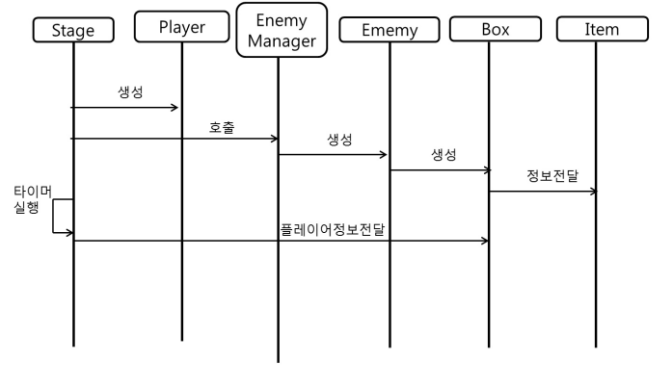 Stage
Player
Enemy
Manager
Ememy
Box
Item
생성
호출
생성
생성
정보전달
타이머
실행
플레이어정보전달